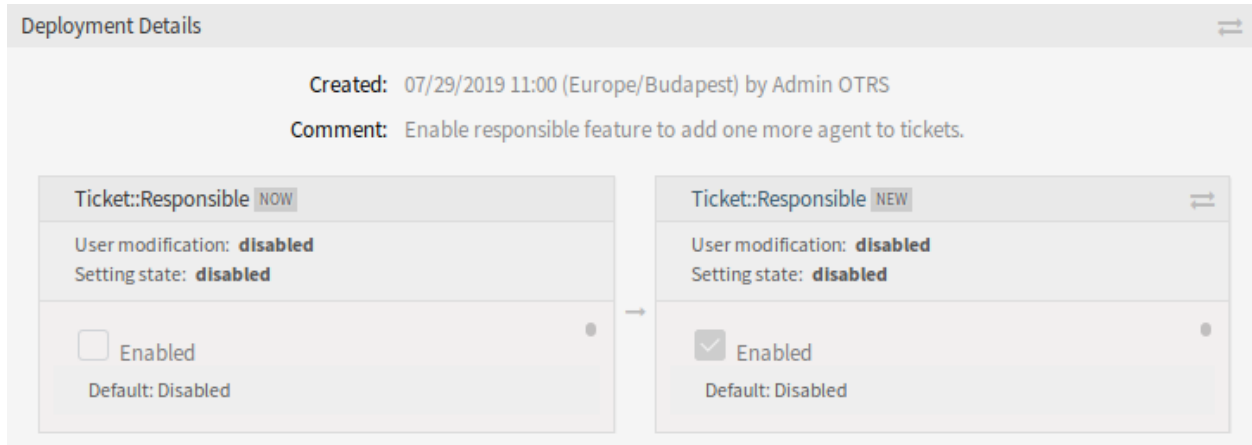 Deployment Details
Created: 07/29/2019 11:00 (Europe/Budapest) by Admin OTRS
Comment: Enable responsible feature to add one more agent to tickets.
Ticket::Responsible NOW
User modification: disabled
Setting state: disabled
Enabled
Default: Disabled
Ticket::Responsible NEW
User modification: disabled
Setting state: disabled
Enabled
Default: Disabled